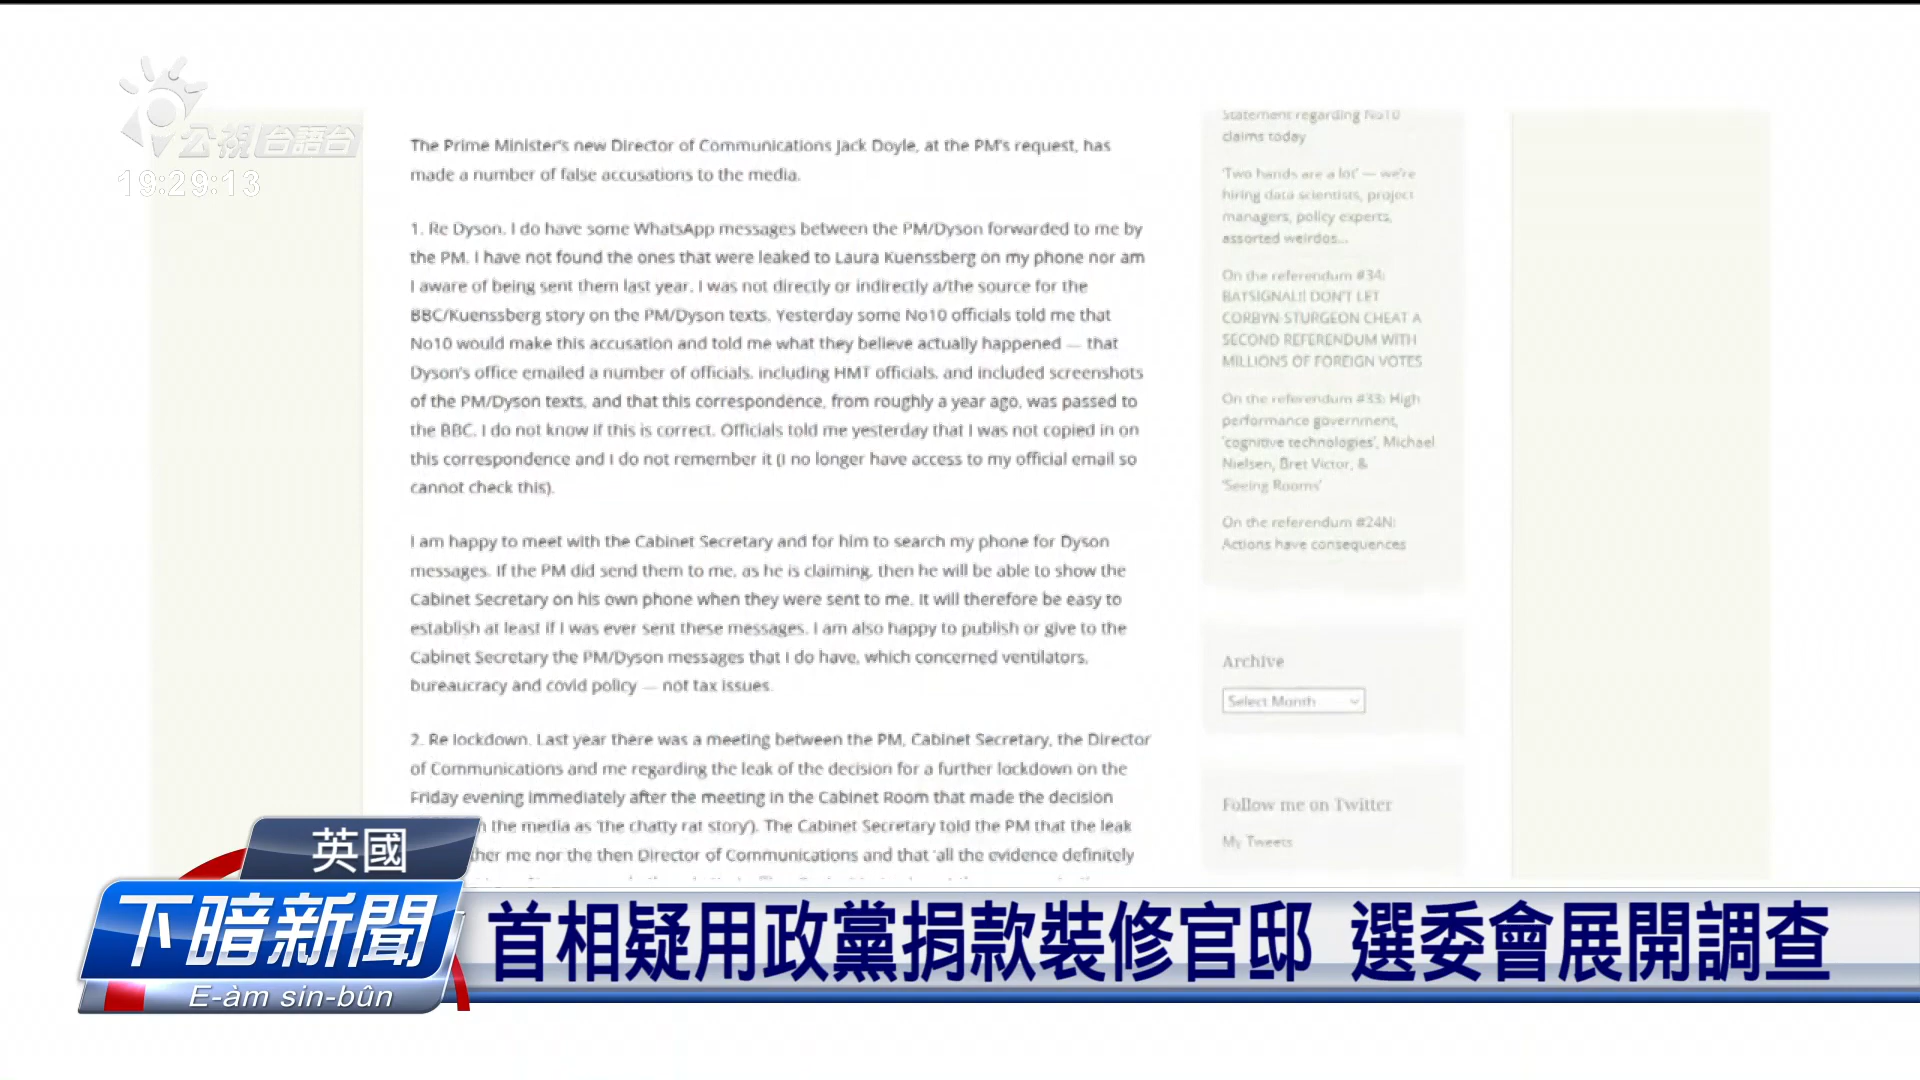 公視台語台
19:29:13
The Prime Minister's new Director of Communications Jack Doyle, at the PM's request, has
made a number of false accusations to the media.
1. Re Dyson, I do have some WhatsApp messages between the PM/Dyson forwarded to me by
the PM. I have not found the ones that were leaked to Laura Kuenssberg on my phone nor am
I aware of being sent them last year. I was not directly or indirectly a/the source for the
BBC/Kuenssberg story on the PM/Dyson texts. Yesterday some No10 officials told me that
No10 would make this accusation and told me what they believe actually happened — that
Dyson's office emailed a number of officials, including HMT officials, and included screenshots
of the PM/Dyson texts, and that this correspondence, from roughly a year ago, was passed to
the BBC. I do not know if this is correct. Officials told me yesterday that I was not copied in on
this correspondence and I do not remember it (I no longer have access to my official email so
cannot check this).
I am happy to meet with the Cabinet Secretary and for him to search my phone for Dyson
messages. If the PM did send them to me, as he is claiming, then he will be able to show the
Cabinet Secretary on his own phone when they were sent to me. It will therefore be easy to
establish at least if I was ever sent these messages. I am also happy to publish or give to the
Cabinet Secretary the PM/Dyson messages that I do have, which concerned ventilators,
bureaucracy and covid policy — not tax issues.
2. Re lockdown. Last year there was a meeting between the PM, Cabinet Secretary, the Director
of Communications and me regarding the leak of the decision for a further lockdown on the
Friday evening immediately after the meeting in the Cabinet Room that made the decision
the media as 'the chatty rat story'). The Cabinet Secretary told the PM that the leak
her me nor the then Director of Communications and that 'all the evidence definitely
Statement regarding No10
claims today
'Two hands are a lot' — we're
hiring data scientists, project
managers, policy experts,
assorted weirdos...
On the referendum #34:
BATSIGNAL!! DON'T LET
CORBYN-STURGEON CHEAT A
SECOND REFERENDUM WITH
MILLIONS OF FOREIGN VOTES
On the referendum #33: High
performance government,
'cognitive technologies', Michael
Nielsen, Bret Victor, &
'Seeing Rooms'
On the referendum #24N:
Actions have consequences
Archive
Select Month
Follow me on Twitter
My Tweets
英國
下暗新聞
E-àm sin-bûn
首相疑用政黨捐款裝修官邸 選委會展開調查